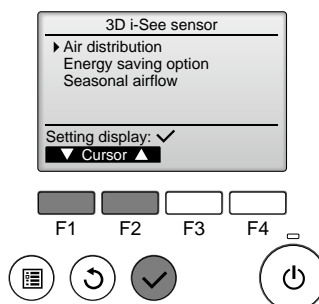 3D i-See sensor
Air distribution
Energy saving option
Seasonal airflow
Setting display: ✓
▼ Cursor ▲
F1 F2 F3 F4